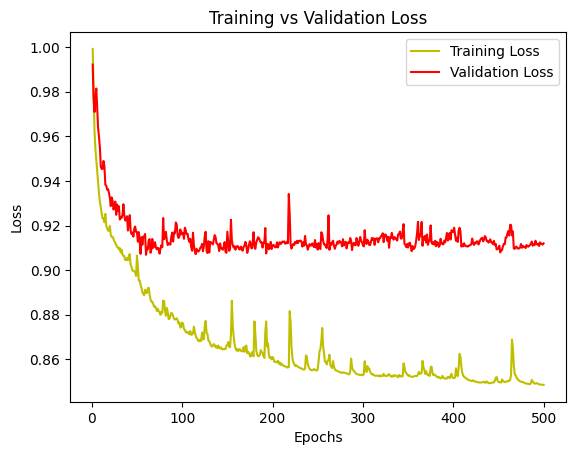 Training vs Validation Loss
Training Loss
Validation Loss
1.00
0.98
0.96
0.94
0.92
0.90
0.88
0.86
Loss
0
100
200
300
400
500
Epochs